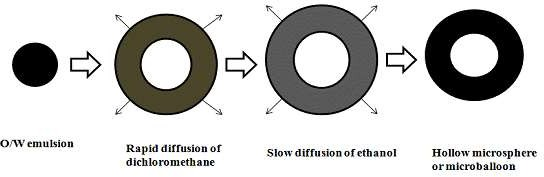 O/W emulsion
Rapid diffusion of
dichloromethane
Slow diffusion of ethanol
Hollow microsphere
or microballoon